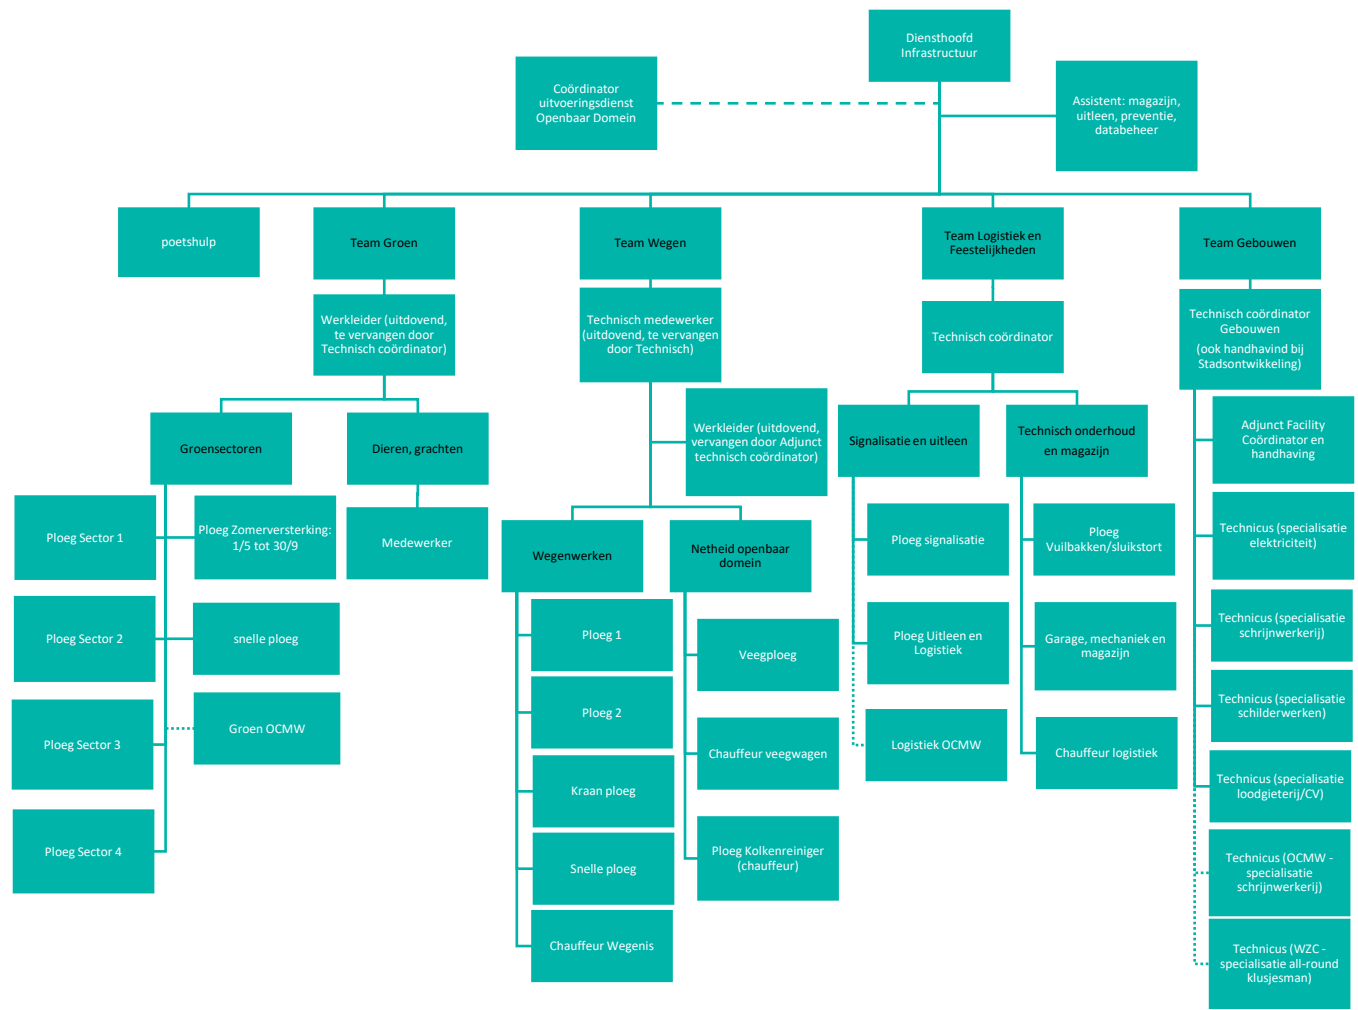 Diensthoofd
Infrastructuur
Coördinator
uitvoeringsdienst
Openbaar Domein
Assistent: magazijn,
uitleen, preventie,
databeheer
poetshulp
Team Groen
Team Wegen
Team Logistiek en
Feestelijkheden
Team Gebouwen
Werkleider (uitdovend,
te vervangen door
Technisch coördinator)
Technisch medewerker
(uitdovend, te vervangen
door Technisch)
Technisch coördinator
Technisch coördinator
Gebouwen
(ook handhavind bij
Stadsontwikkeling)
Groensectoren
Dieren, grachten
Werkleider (uitdovend,
vervangen door Adjunct
technisch coördinator)
Signalisatie en uitleen
Technisch onderhoud
en magazijn
Adjunct Facility
Coördinator en
handhaving
Ploeg Sector 1
Ploeg Zomerversterking:
1/5 tot 30/9
Medewerker
Wegenwerken
Netheid openbaar
domein
Ploeg signalisatie
Ploeg
Vuilbakken/sluikstort
Technicus (specialisatie
elektriciteit)
Ploeg Sector 2
snelle ploeg
Ploeg 1
Veegploeg
Ploeg Uitleen en
Logistiek
Garage, mechaniek en
magazijn
Technicus (specialisatie
schrijnwerkerij)
Ploeg Sector 3
Groen OCMW
Ploeg 2
Chauffeur veegwagen
Logistiek OCMW
Chauffeur logistiek
Technicus (specialisatie
schilderwerken)
Kraan ploeg
Technicus (specialisatie
loodgieterij/CV)
Ploeg Sector 4
Snelle ploeg
Ploeg Kolkenreiniger
(chauffeur)
Technicus (OCMW -
specialisatie
schrijnwerkerij)
Chauffeur Wegenis
Technicus (WZC -
specialisatie all-round
klusjesman)